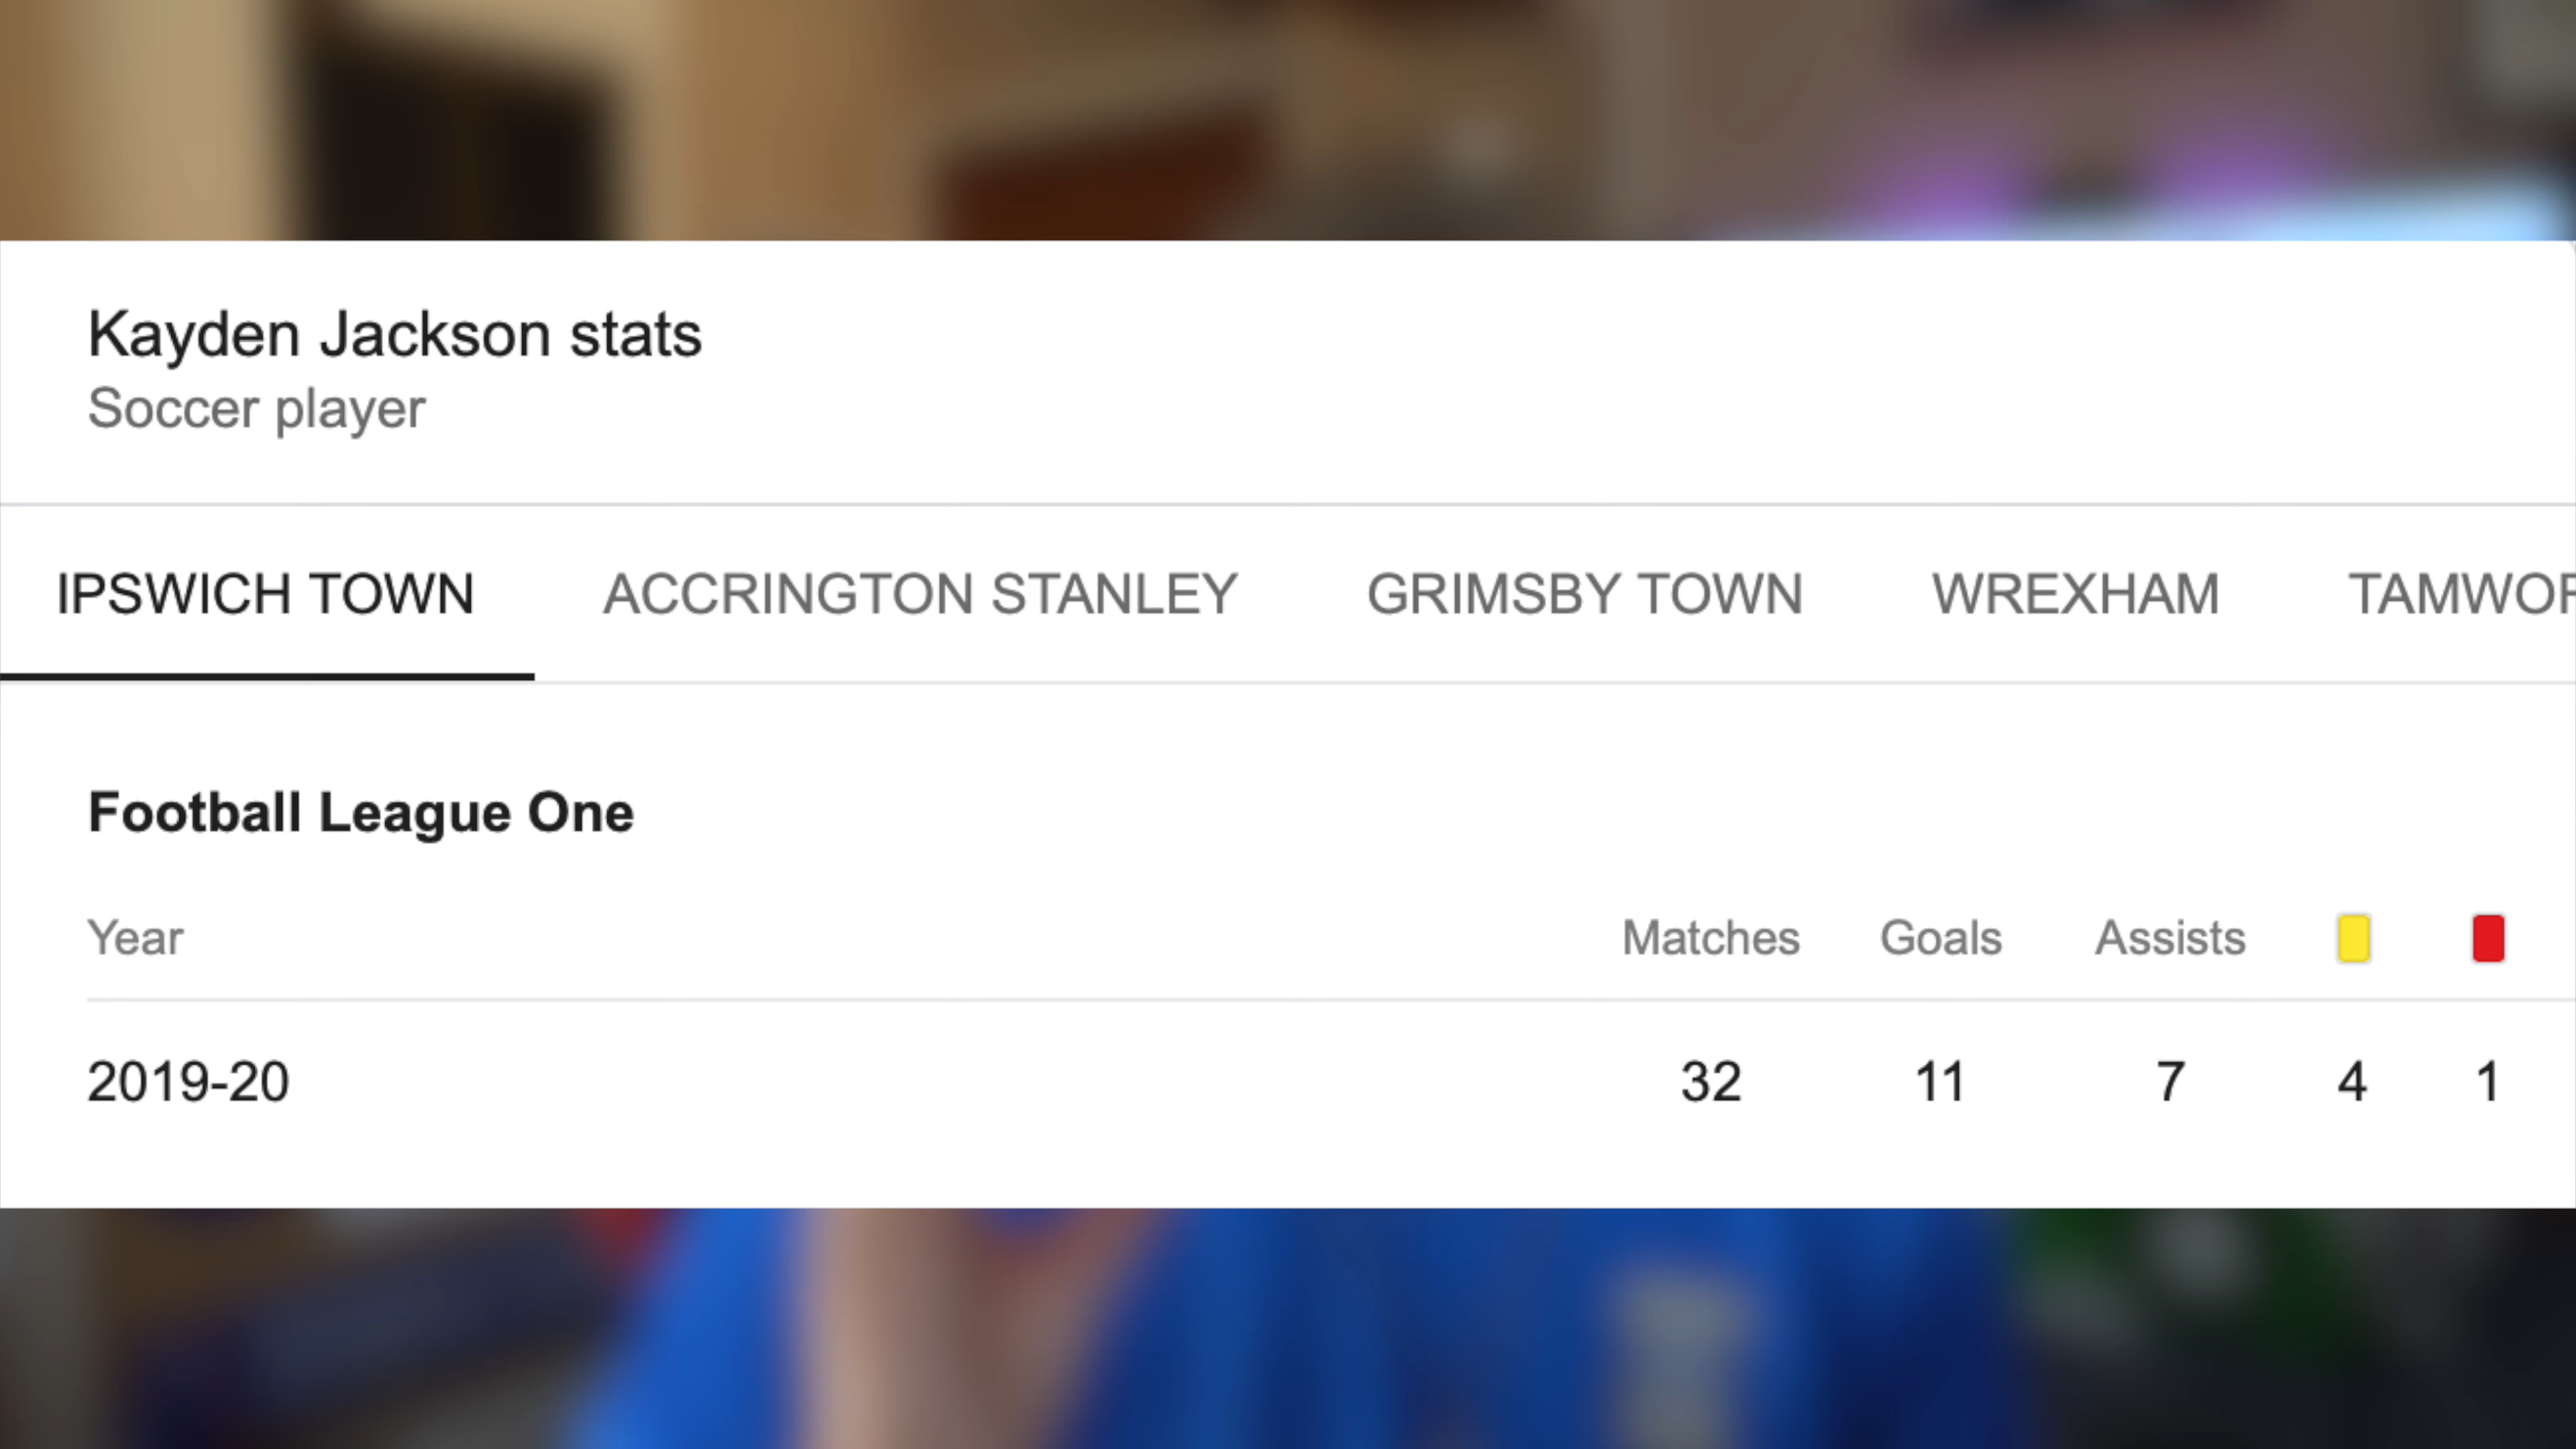 Kayden Jackson stats
Soccer player
IPSWICH TOWN ACCRINGTON STANLEY GRIMSBY TOWN WREXHAM TAMWOR
Football League One
Year Matches Goals Assists
2019-20 32 11 7 4 1